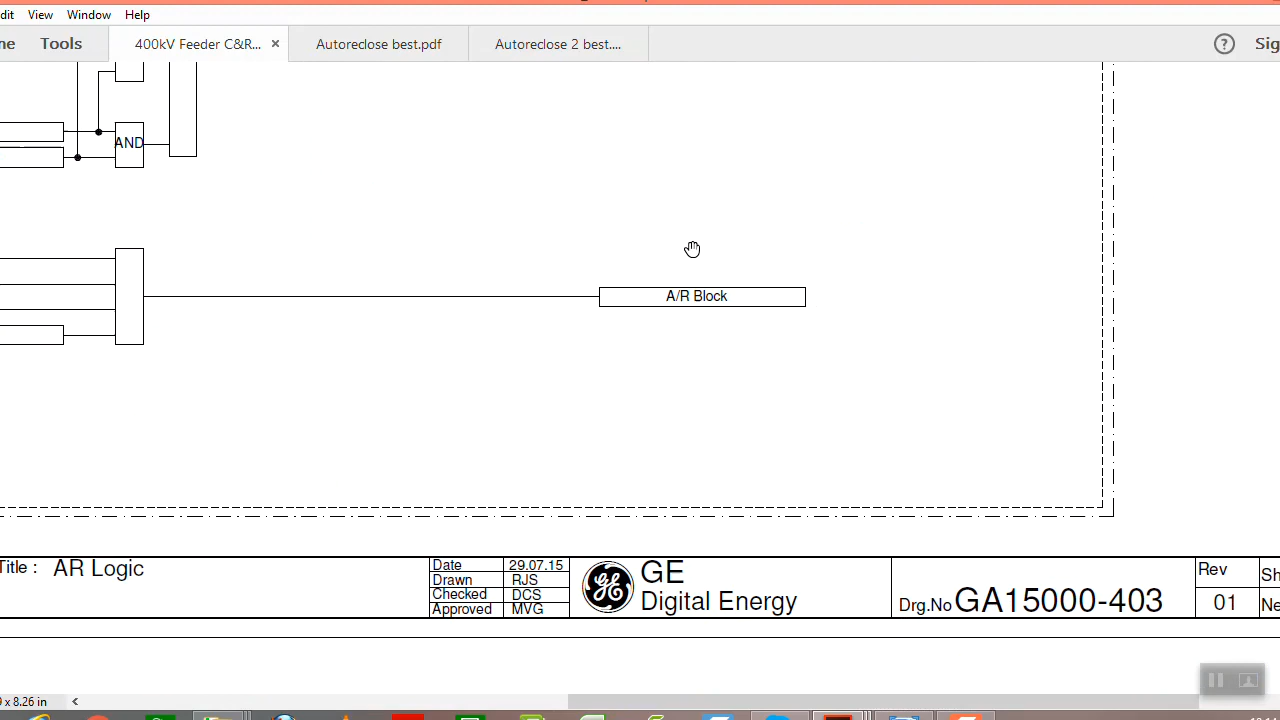 dit View Window Help
me Tools 400kV Feeder C&R... × Autoreclose best.pdf Autoreclose 2 best.... ? Sig
AND
A/R Block
Title : AR Logic
Date 29.07.15
Drawn RJS
Checked DCS
Approved MVG
GE
Digital Energy
Drg.No GA15000-403
Rev
01
Sh
Ne
9 x 8.26 in <